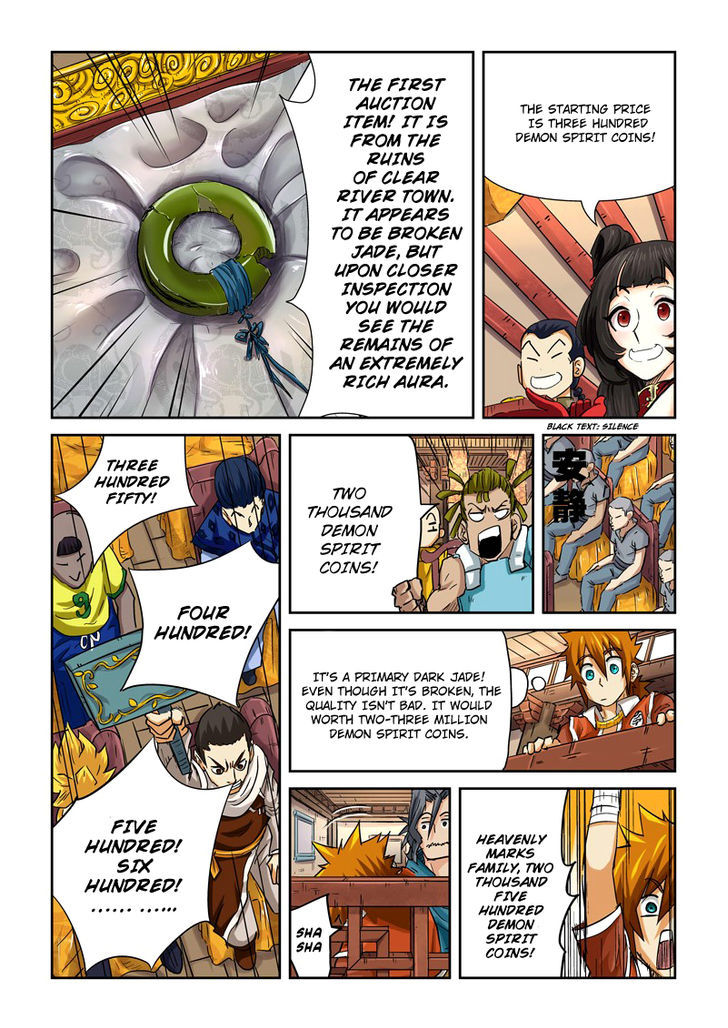 THE FIRST
AUCTION
ITEM! IT IS
FROM THE
RUINS
OF CLEAR
RIVER TOWN.
IT APPEARS
TO BE BROKEN
JADE, BUT
UPON CLOSER
INSPECTION
YOU WOULD
SEE THE
REMAINS OF
AN EXTREMELY
RICH AURA.
THE STARTING PRICE
IS THREE HUNDRED
DEMON SPIRIT COINS!
THREE
HUNDRED
FIFTY!
9
CN
FOUR
HUNDRED!
FIVE
HUNDRED!
SIX
HUNDRED!
...... ......
TWO
THOUSAND
DEMON
SPIRIT
COINS!
BLACK TEXT: SILENCE
安
静
IT'S A PRIMARY DARK JADE!
EVEN THOUGH IT'S BROKEN, THE
QUALITY ISN'T BAD. IT WOULD
WORTH TWO-THREE MILLION
DEMON SPIRIT COINS.
SHA
SHA
HEAVENLY
MARKS
FAMILY, TWO
THOUSAND
FIVE
HUNDRED
DEMON
SPIRIT
COINS!